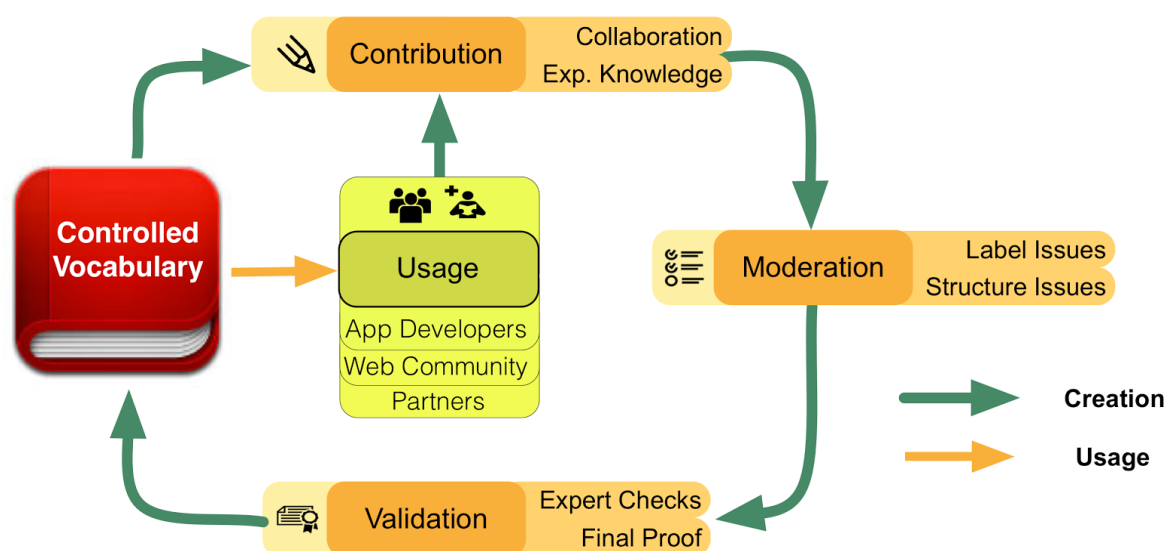 Contribution
Collaboration
Exp. Knowledge
Controlled
Vocabulary
Usage
App Developers
Web Community
Partners
Moderation
Label Issues
Structure Issues
Creation
Usage
Validation
Expert Checks
Final Proof